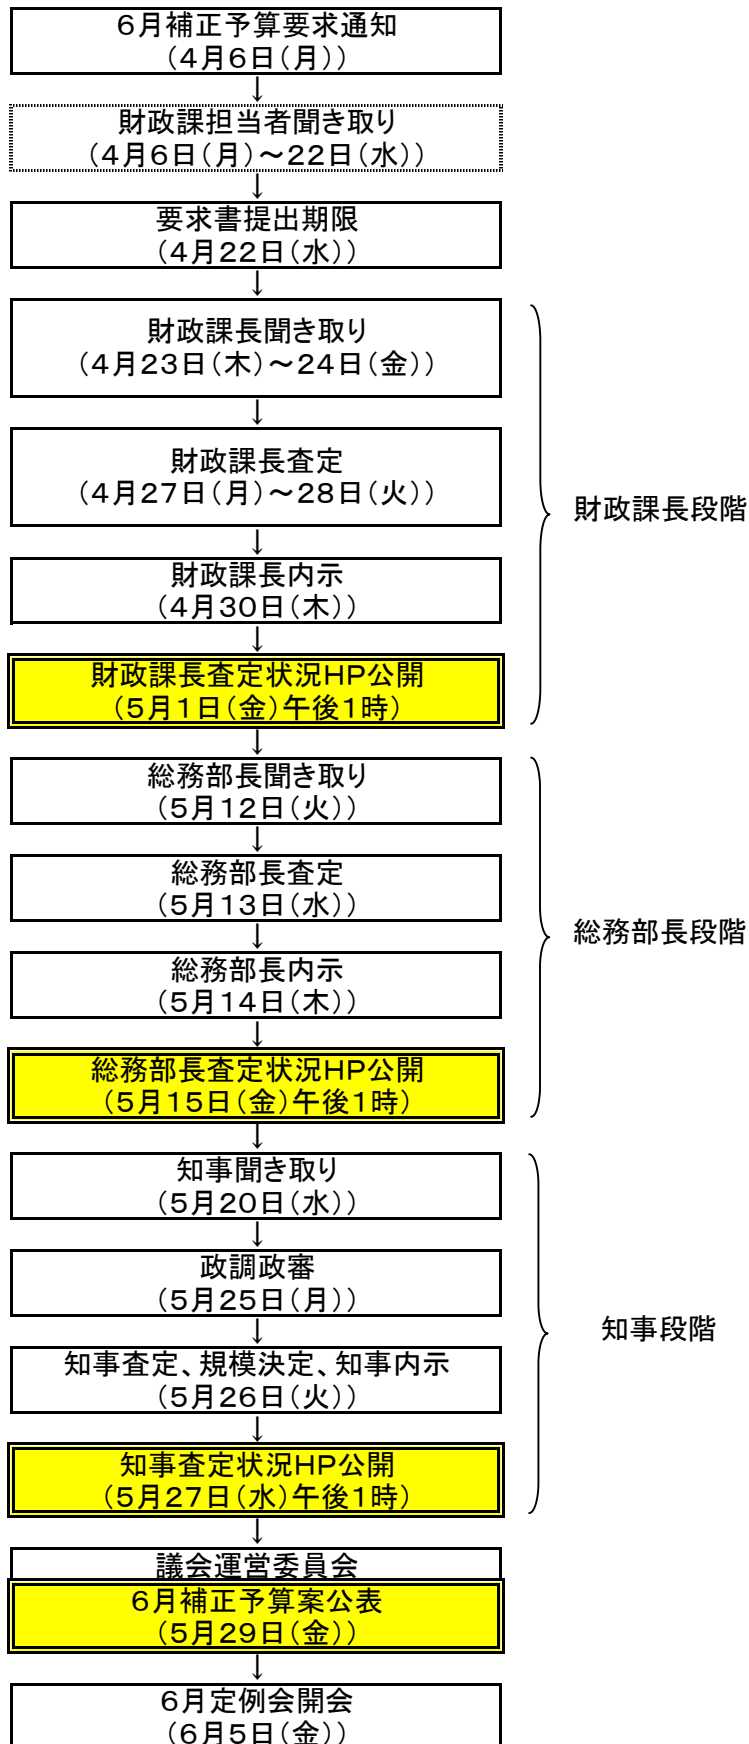 ６月補正予算要求通知
（４月６日（月））
↓
財政課担当者聞き取り
（４月６日（月）～２２日（水））
↓
要求書提出期限
（４月２２日（水））
↓
財政課長聞き取り
（４月２３日（木）～２４日（金））
↓
財政課長査定
（４月２７日（月）～２８日（火））
↓
財政課長内示
（４月３０日（木））
↓
財政課長査定状況ＨＰ公開
（５月１日（金）午後１時）
財政課長段階
↓
総務部長聞き取り
（５月１２日（火））
↓
総務部長査定
（５月１３日（水））
↓
総務部長内示
（５月１４日（木））
↓
総務部長査定状況ＨＰ公開
（５月１５日（金）午後１時）
総務部長段階
↓
知事聞き取り
（５月２０日（水））
↓
政調政審
（５月２５日（月））
↓
知事査定、規模決定、知事内示
（５月２６日（火））
↓
知事査定状況ＨＰ公開
（５月２７日（水）午後１時）
知事段階
↓
議会運営委員会
６月補正予算案公表
（５月２９日（金））
↓
６月定例会開会
（６月５日（金））